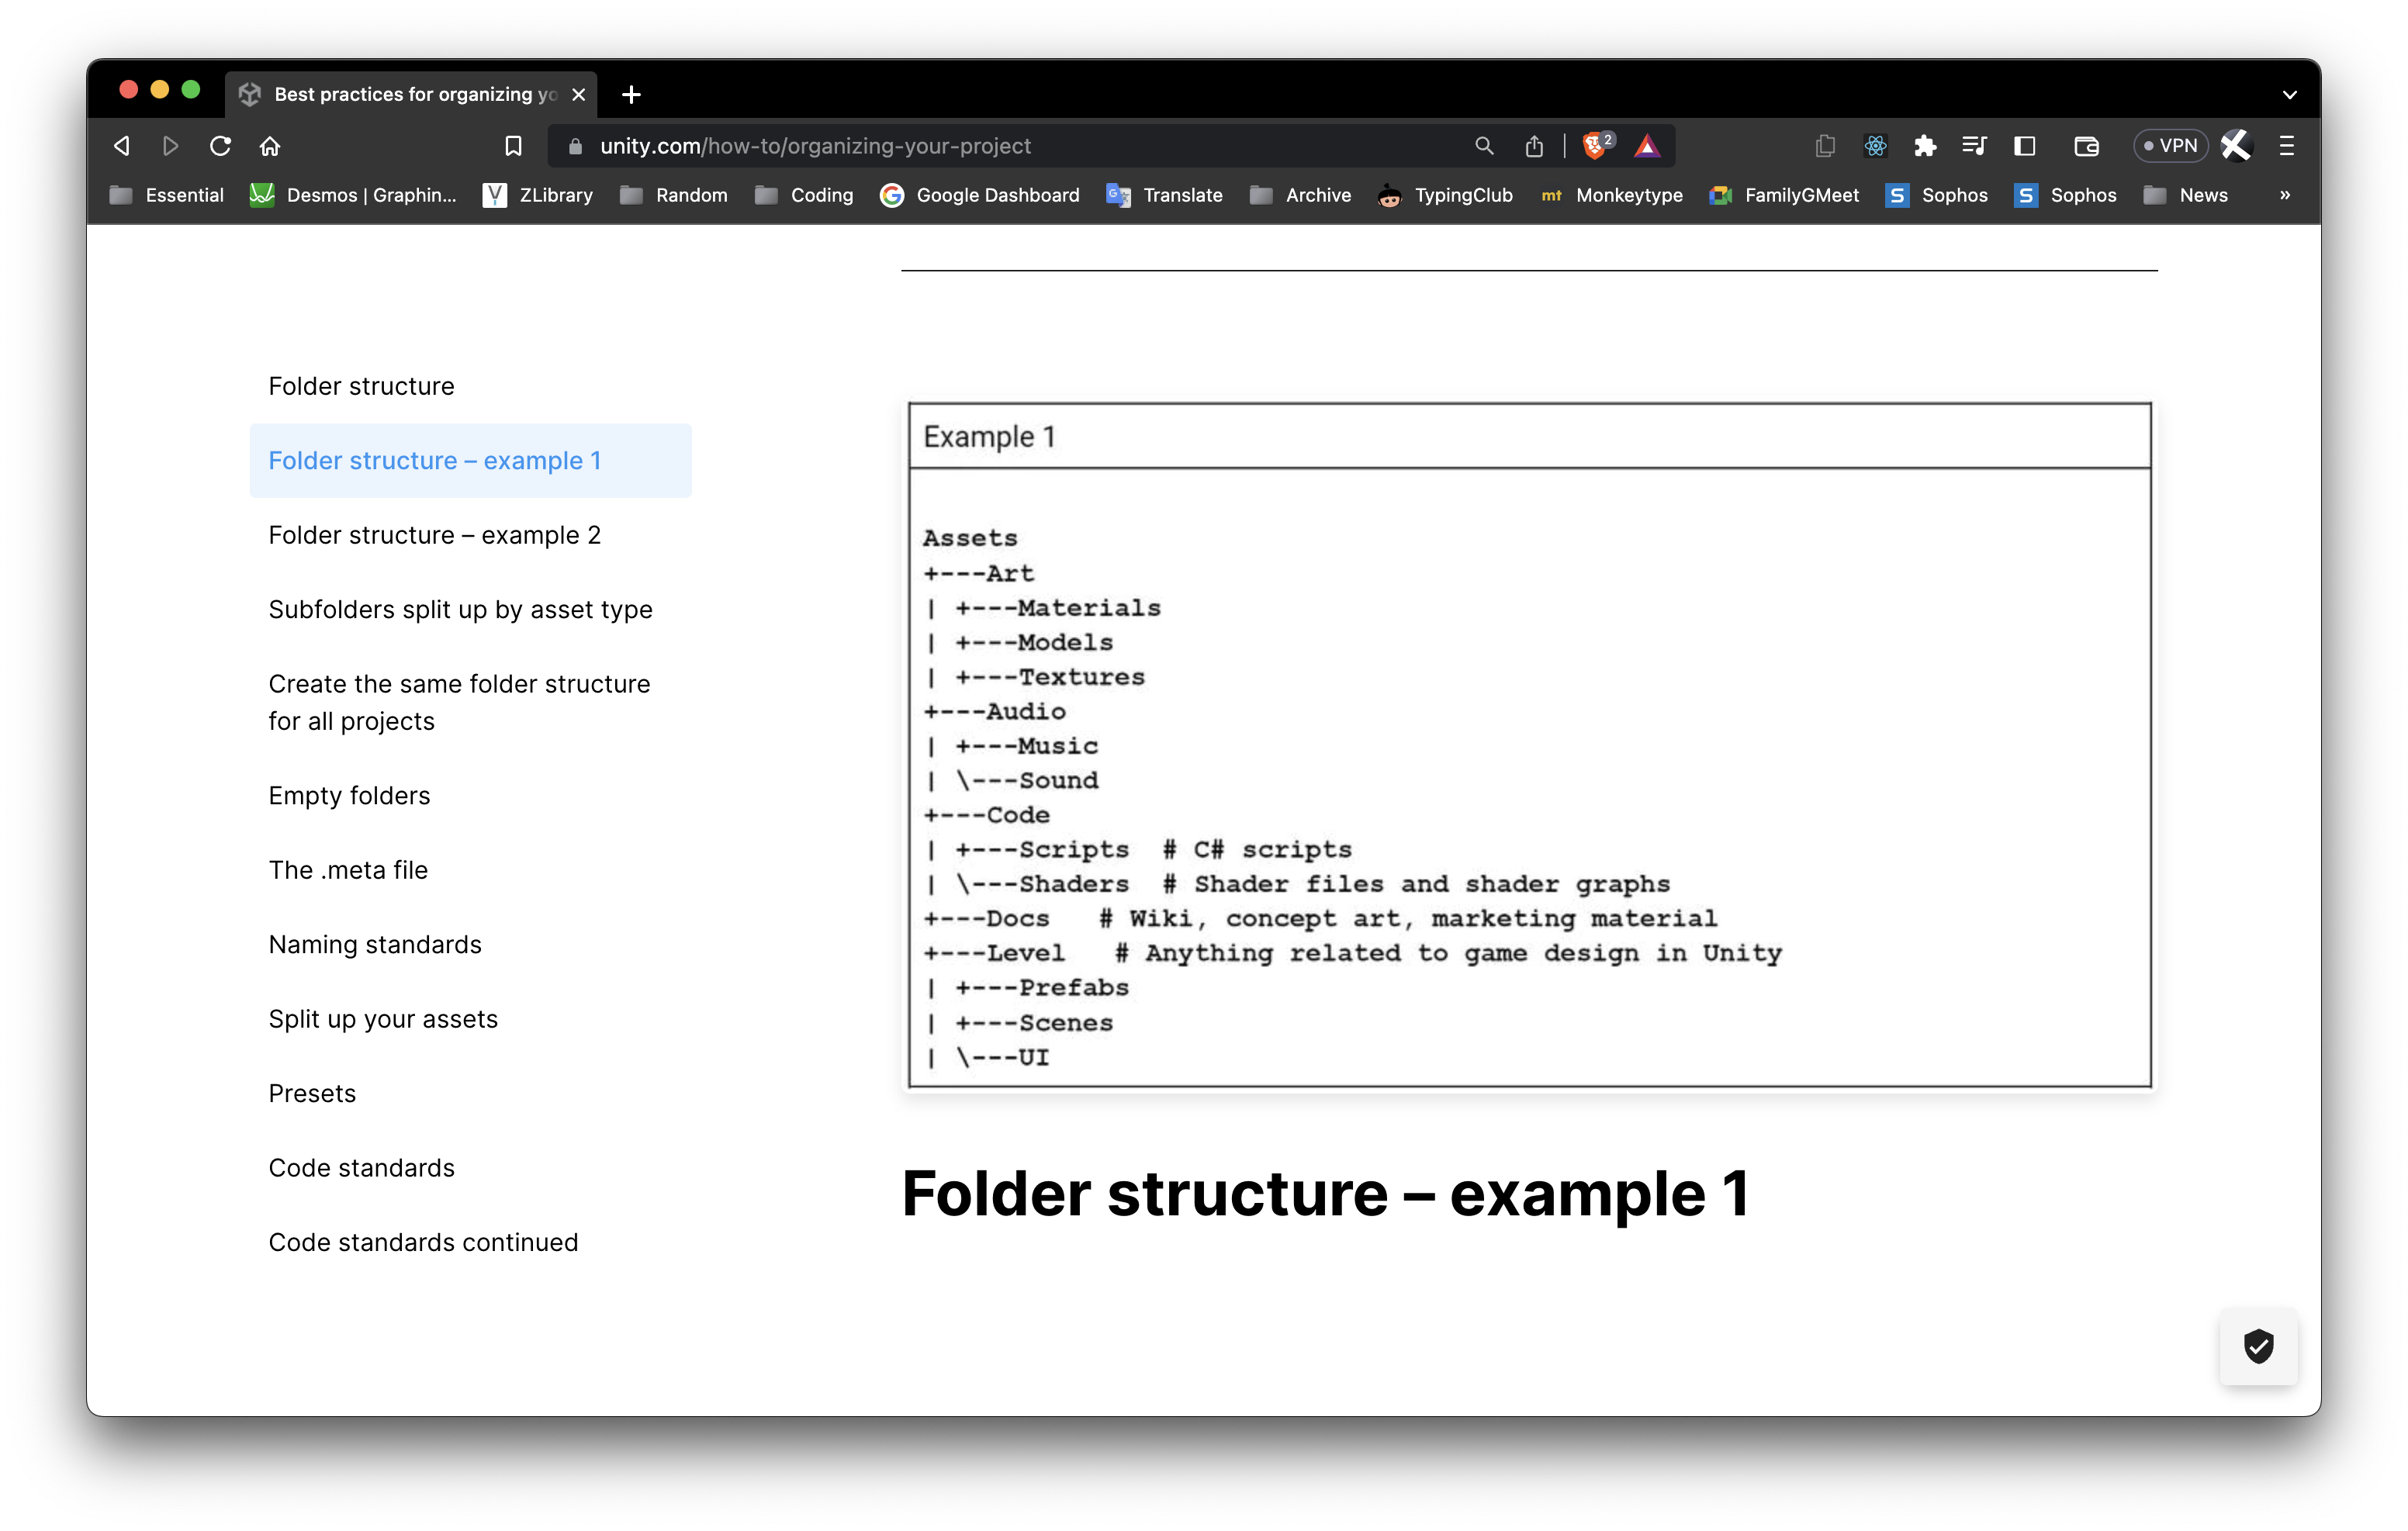 Best practices for organizing yo
unity.com/how-to/organizing-your-project
2
VPN
Essential
Desmos | Graphin...
ZLibrary
Random
Coding
Google Dashboard
Translate
Archive
mt
TypingClub
Monkeytype
FamilyGMeet
Sophos
Sophos
News
»
Folder structure
Folder structure – example 1
Folder structure – example 2
Subfolders split up by asset type
Create the same folder structure
for all projects
Empty folders
The .meta file
Naming standards
Split up your assets
Presets
Code standards
Code standards continued
Example 1
Assets
+---Art
| +---Materials
| +---Models
| +---Textures
+---Audio
| +---Music
| \---Sound
+---Code
| +---Scripts  # C# scripts
| \---Shaders  # Shader files and shader graphs
+---Docs   # Wiki, concept art, marketing material
+---Level   # Anything related to game design in Unity
| +---Prefabs
| +---Scenes
| \---UI
Folder structure – example 1